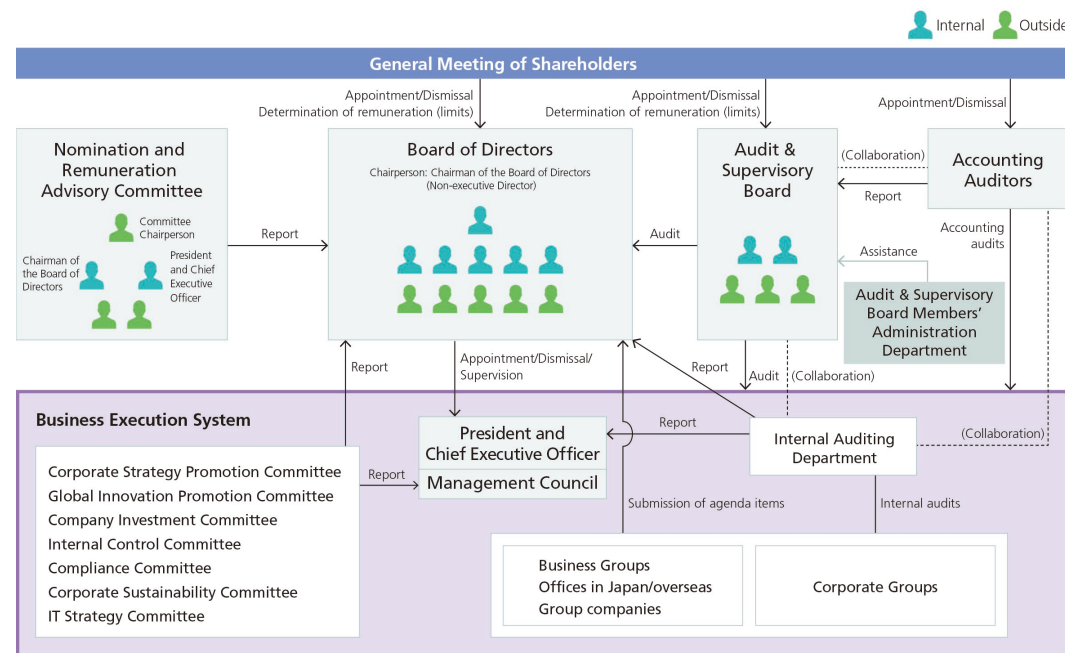 Internal
Outside
General Meeting of Shareholders
Appointment/Dismissal
Determination of remuneration (limits)
Appointment/Dismissal
Determination of remuneration (limits)
Appointment/Dismissal
Nomination and
Remuneration
Advisory Committee
Committee
Chairperson
Chairman of
the Board of
Directors
President
and Chief
Executive
Officer
Report
Board of Directors
Chairperson: Chairman of the Board of Directors
(Non-executive Director)
Audit
Audit &
Supervisory
Board
(Collaboration)
Report
Accounting
Auditors
Accounting
audits
Assistance
Audit & Supervisory
Board Members’
Administration
Department
Report
Appointment/Dismissal/
Supervision
Report
Audit
(Collaboration)
Business Execution System
President and
Chief Executive Officer
Management Council
Report
Internal Auditing
Department
(Collaboration)
Corporate Strategy Promotion Committee
Global Innovation Promotion Committee
Company Investment Committee
Internal Control Committee
Compliance Committee
Corporate Sustainability Committee
IT Strategy Committee
Report
Submission of agenda items
Internal audits
Business Groups
Offices in Japan/overseas
Group companies
Corporate Groups